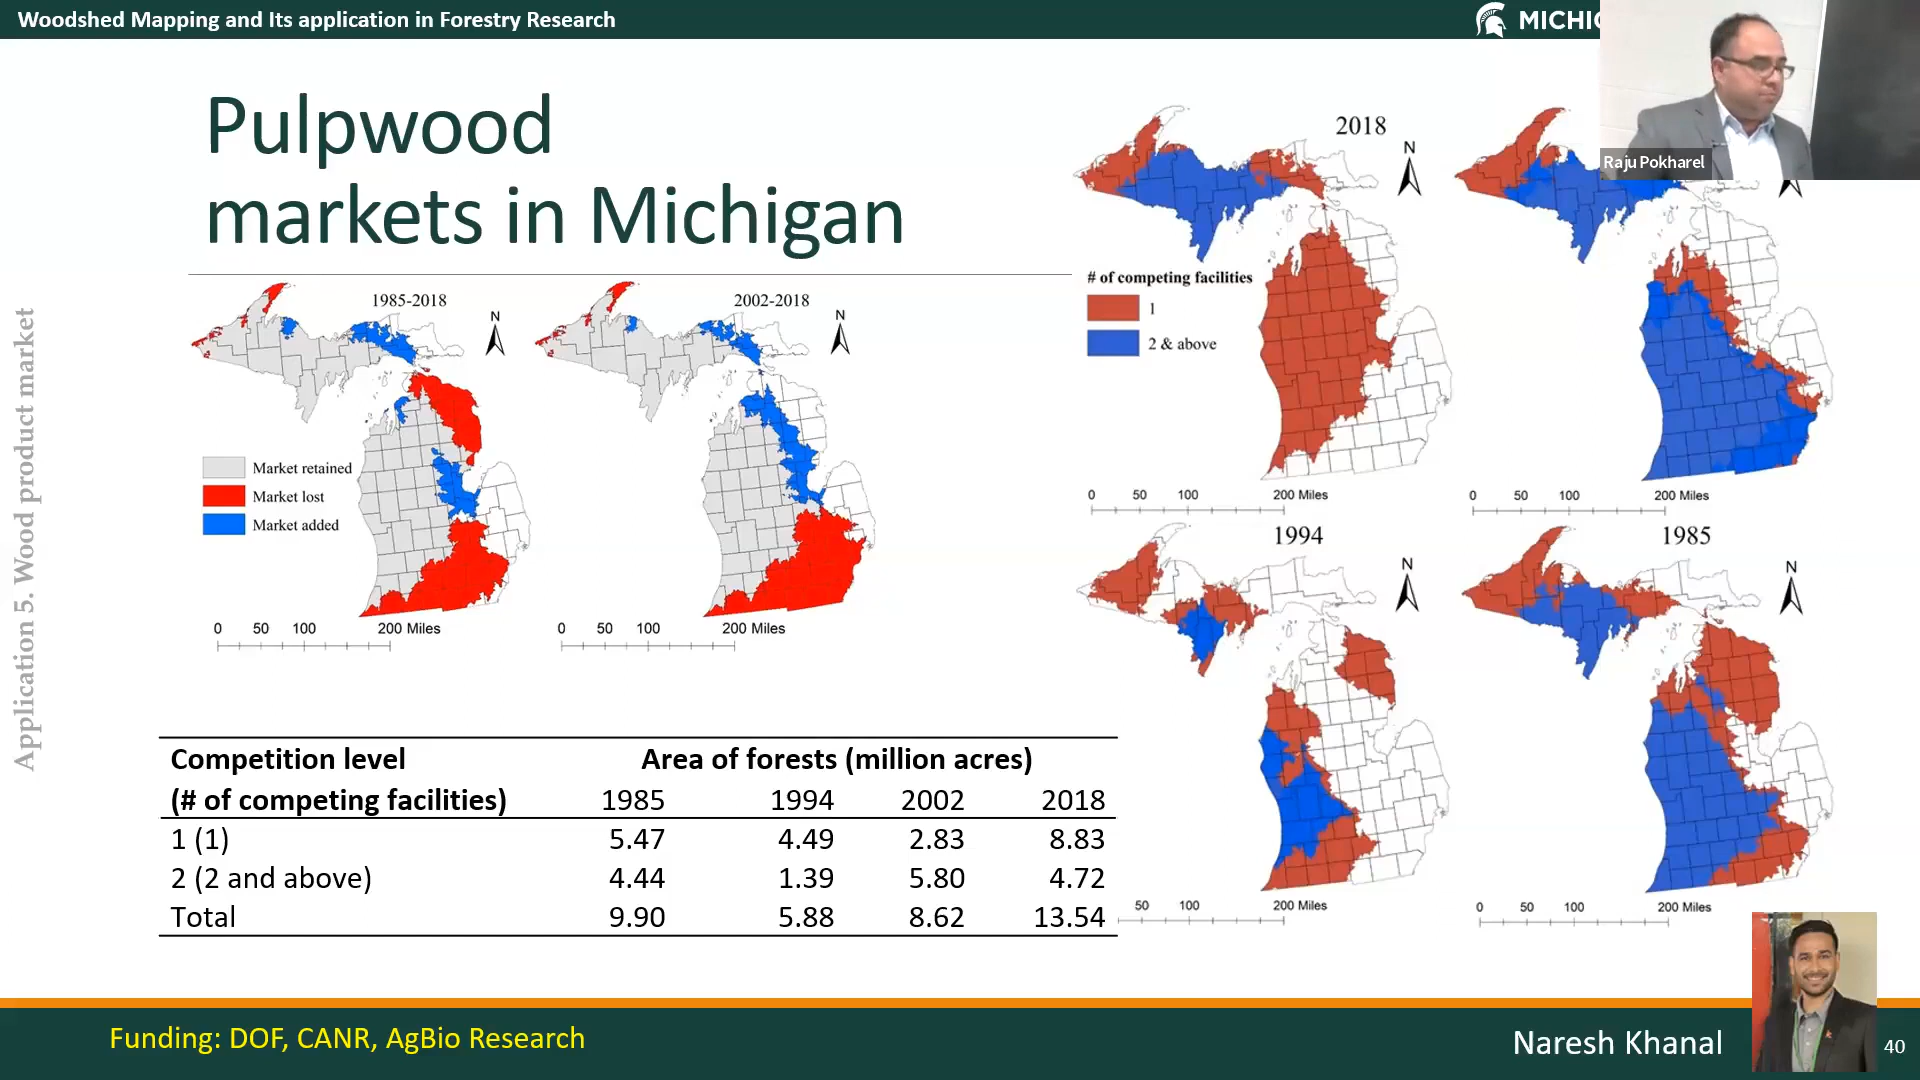 Woodshed Mapping and Its application in Forestry Research
Raju Pokharel
Pulpwood
markets in Michigan
Application 5. Wood product market
1985-2018
N
Market retained
Market lost
Market added
0 50 100 200 Miles
2002-2018
N
0 50 100 200 Miles
2018
N
# of competing facilities
1
2 & above
0 50 100 200 Miles
0 50 100 200 Miles
1994
N
50 100 200 Miles
1985
N
0 50 100 200 Miles
Competition level Area of forests (million acres)
(# of competing facilities) 1985 1994 2002 2018
1 (1) 5.47 4.49 2.83 8.83
2 (2 and above) 4.44 1.39 5.80 4.72
Total 9.90 5.88 8.62 13.54
Funding: DOF, CANR, AgBio Research
Naresh Khanal
40